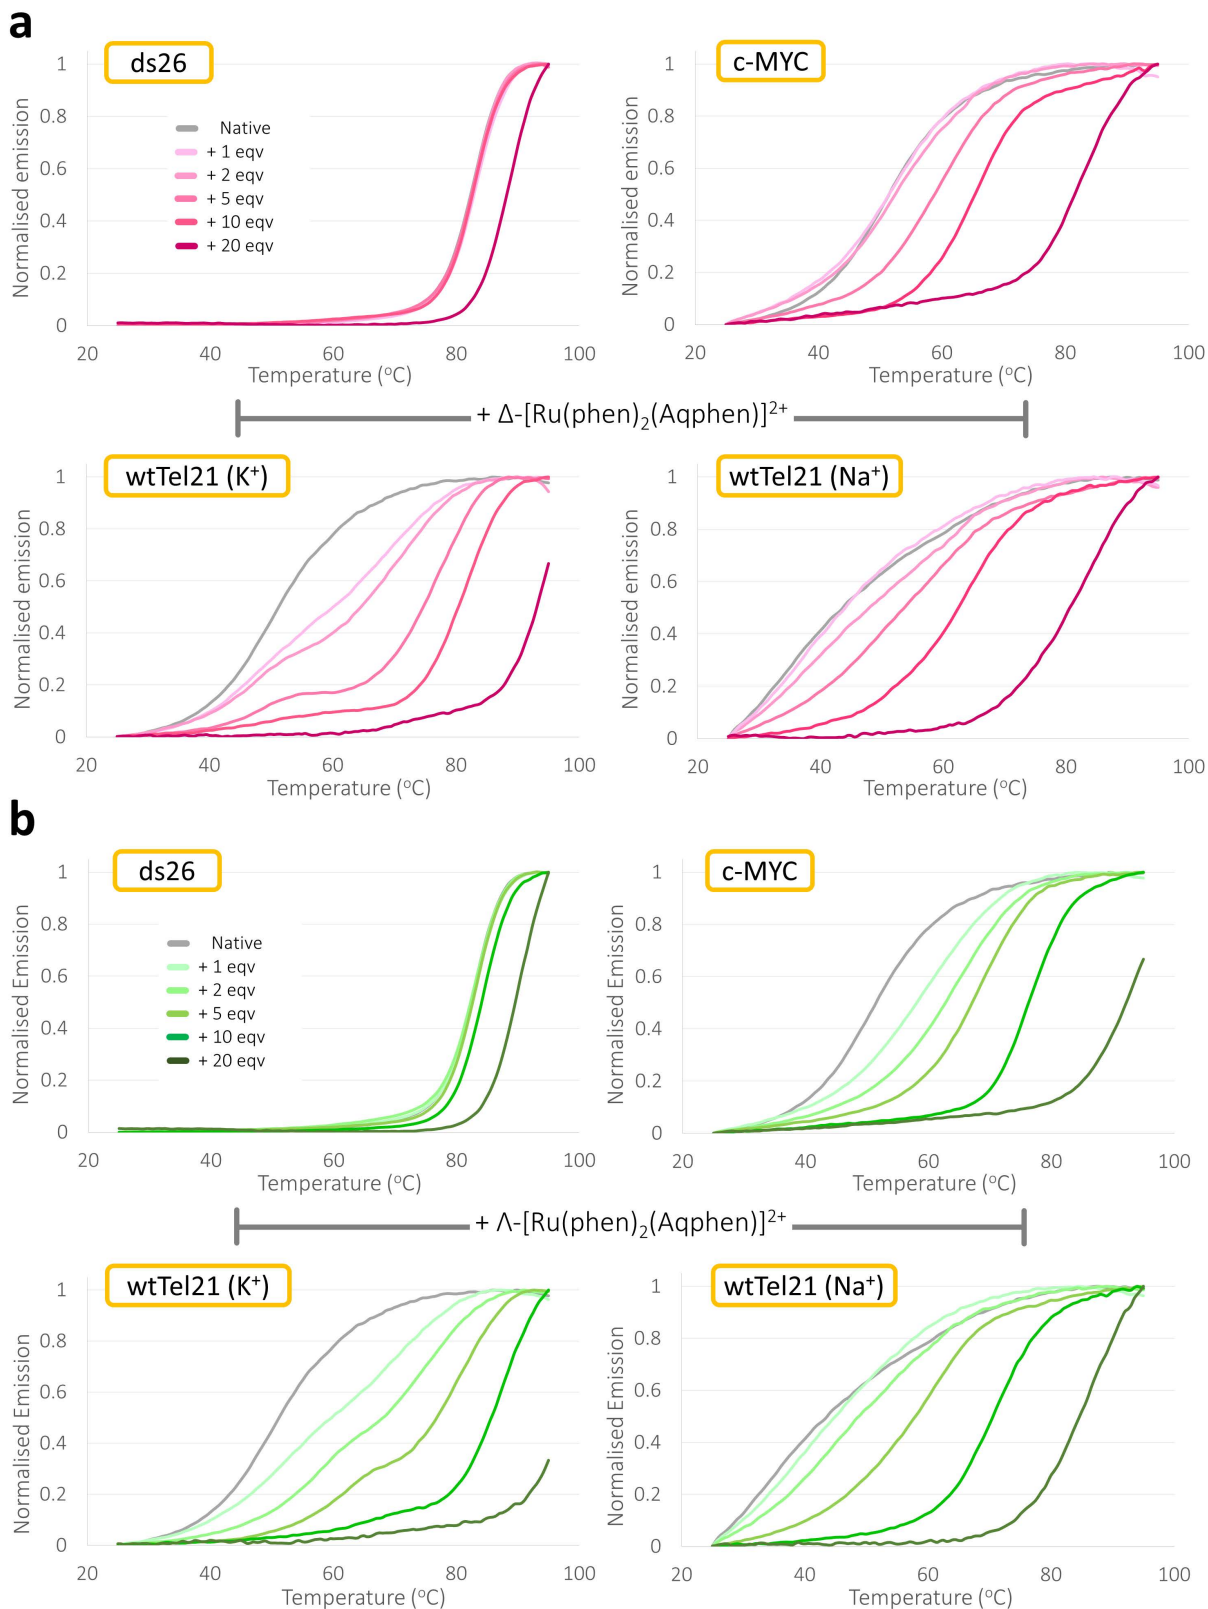 a
ds26
c-MYC
Normalised emission
1
0.8
0.6
0.4
0.2
0
Native
+ 1 eqv
+ 2 eqv
+ 5 eqv
+ 10 eqv
+ 20 eqv
20 40 60 80 100
Temperature (°C)
Normalised emission
1
0.8
0.6
0.4
0.2
0
20 40 60 80 100
Temperature (°C)
+ Δ-[Ru(phen)₂(Aqphen)]²⁺
wtTel21 (K⁺)
wtTel21 (Na⁺)
Normalised emission
1
0.8
0.6
0.4
0.2
0
20 40 60 80 100
Temperature (°C)
Normalised emission
1
0.8
0.6
0.4
0.2
0
20 40 60 80 100
Temperature (°C)
b
ds26
c-MYC
Normalised Emission
1
0.8
0.6
0.4
0.2
0
Native
+ 1 eqv
+ 2 eqv
+ 5 eqv
+ 10 eqv
+ 20 eqv
20 40 60 80 100
Temperature (°C)
Normalised Emission
1
0.8
0.6
0.4
0.2
0
20 40 60 80 100
Temperature (°C)
+ Λ-[Ru(phen)₂(Aqphen)]²⁺
wtTel21 (K⁺)
wtTel21 (Na⁺)
Normalised Emission
1
0.8
0.6
0.4
0.2
0
20 40 60 80 100
Temperature (°C)
Normalised Emission
1
0.8
0.6
0.4
0.2
0
20 40 60 80 100
Temperature (°C)